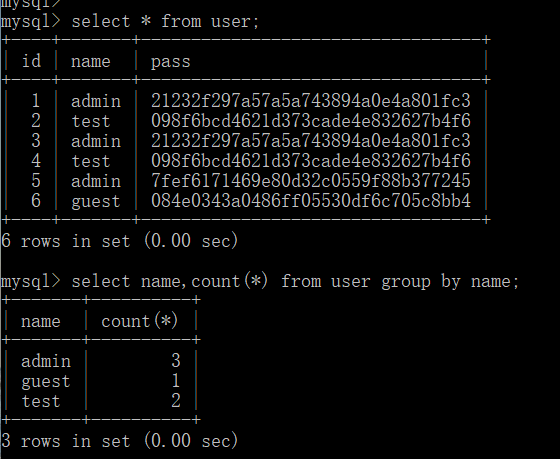 mysql>
mysql> select * from user;
+----+-------+----------------------------------+
| id | name | pass |
+----+-------+----------------------------------+
| 1 | admin | 21232f297a57a5a743894a0e4a801fc3 |
| 2 | test | 098f6bcd4621d373cade4e832627b4f6 |
| 3 | admin | 21232f297a57a5a743894a0e4a801fc3 |
| 4 | test | 098f6bcd4621d373cade4e832627b4f6 |
| 5 | admin | 7fef6171469e80d32c0559f88b377245 |
| 6 | guest | 084e0343a0486ff05530df6c705c8bb4 |
+----+-------+----------------------------------+
6 rows in set (0.00 sec)
mysql> select name,count(*) from user group by name;
+-------+----------+
| name | count(*) |
+-------+----------+
| admin | 3 |
| guest | 1 |
| test | 2 |
+-------+----------+
3 rows in set (0.00 sec)